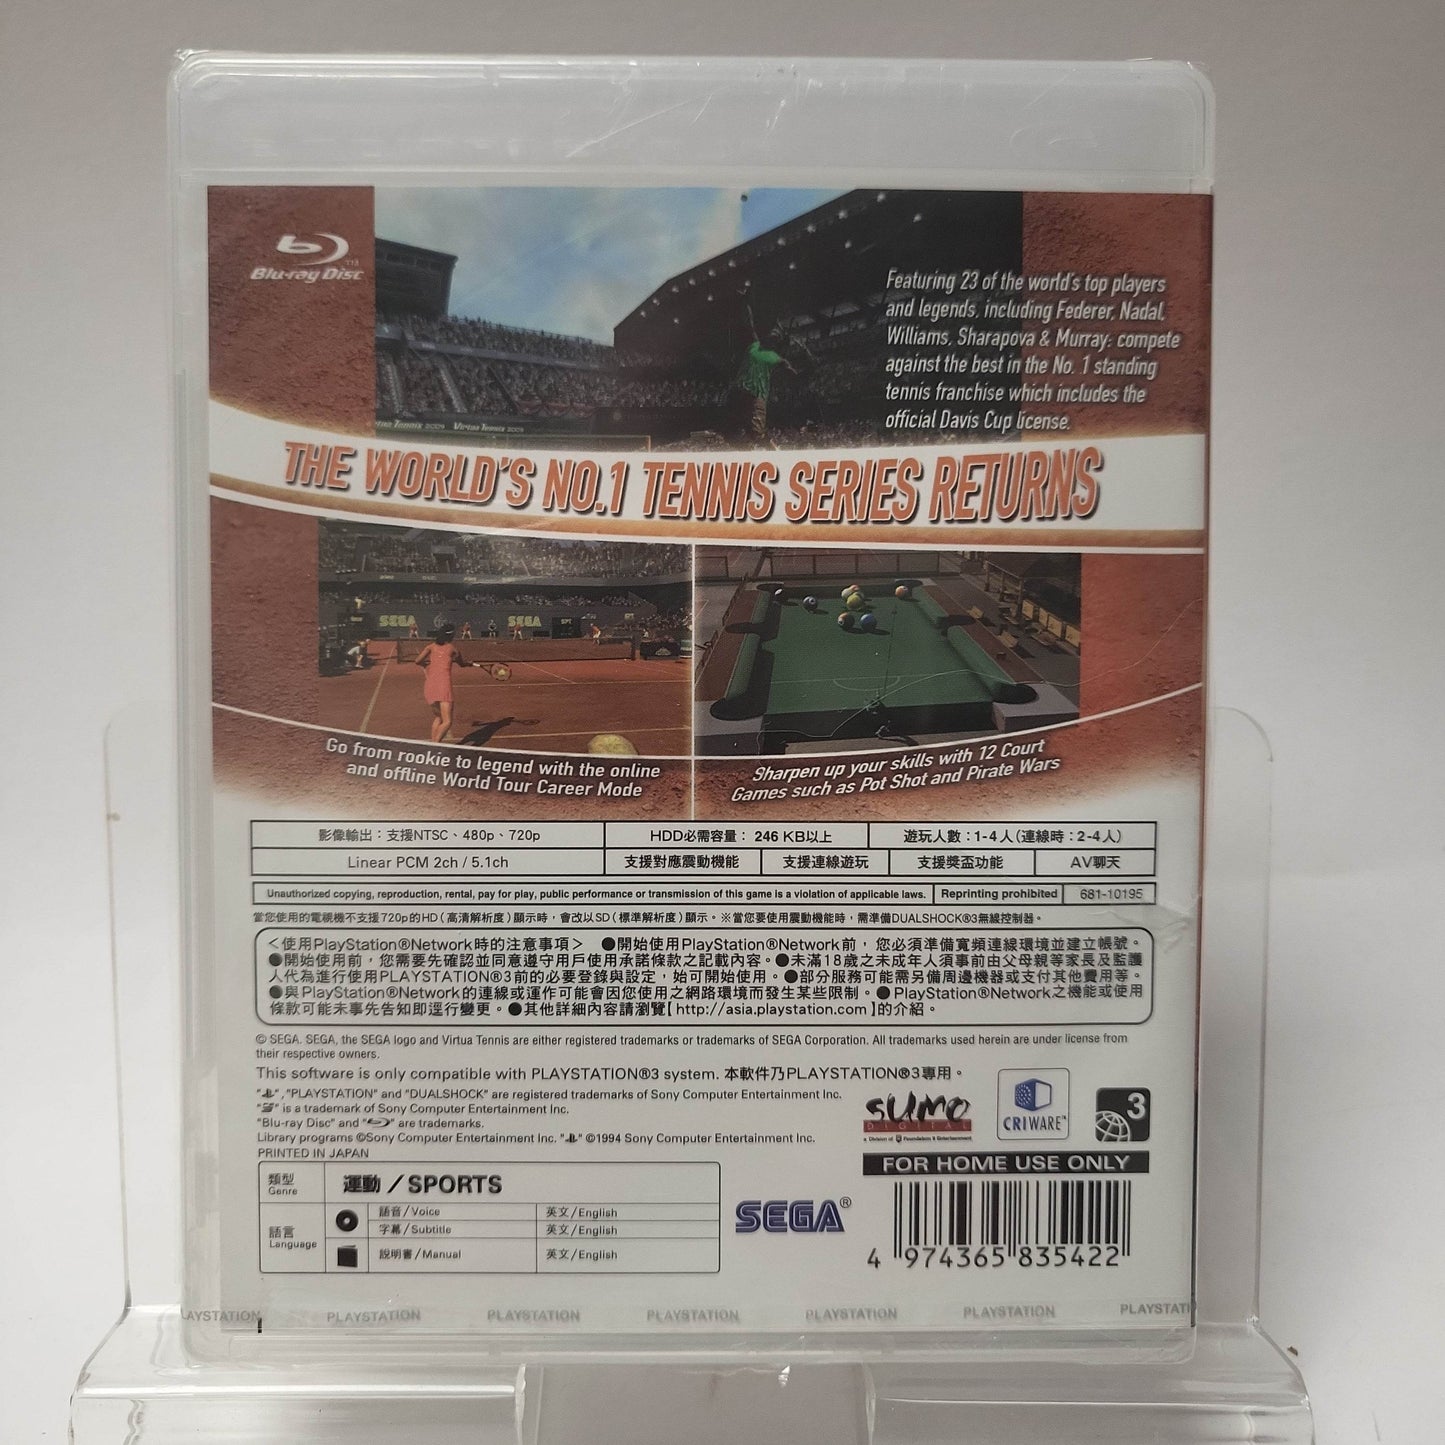 Blu-ray Disc
Featuring 23 of the world's top players
and legends, including Federer, Nadal,
Williams, Sharapova & Murray: compete
against the best in the No. 1 standing
tennis franchise which includes the
official Davis Cup license.
Virtua Tennis 2009
THE WORLD'S NO.1 TENNIS SERIES RETURNS
SEGA SEGA
Go from rookie to legend with the online
and offline World Tour Career Mode
Sharpen up your skills with 12 Court
Games such as Pot Shot and Pirate Wars
影像輸出：支援NTSC、480p、720p
HDD必需容量： 246 KB以上
遊玩人數：1-4人(連線時：2-4人)
Linear PCM 2ch / 5.1ch
支援對應震動機能
支援連線遊玩
支援獎盃功能
AV聊天
Unauthorized copying, reproduction, rental, pay for play, public performance or transmission of this game is a violation of applicable laws.
Reprinting prohibited
681-10195
當您使用的電視機不支援720p的HD（高清解析度）顯示時，會改以SD（標準解析度）顯示。※當您要使用震動機能時，需準備DUALSHOCK®3無線控制器。
＜使用PlayStation®Network時的注意事項＞ ●開始使用PlayStation®Network前，您必須準備寬頻連線環境並建立帳號。
●開始使用前，您需要先確認並同意遵守用戶使用承諾條款之記載內容。●未滿18歲之未成年人須事前由父母親等家長及監護
人代為進行使用PLAYSTATION®3前的必要登錄與設定，始可開始使用。●部分服務可能需另備周邊機器或支付其他費用等。
●與PlayStation®Network的連線或運作可能會因您使用之網路環境而發生某些限制。●PlayStation®Network之機能或使用
條款可能未事先告知即逕行變更。●其他詳細內容請瀏覽【http://asia.playstation.com】的介紹。
© SEGA. SEGA, the SEGA logo and Virtua Tennis are either registered trademarks or trademarks of SEGA Corporation. All trademarks used herein are under license from
their respective owners.
This software is only compatible with PLAYSTATION®3 system. 本軟件乃PLAYSTATION®3專用。
" ", "PLAYSTATION" and "DUALSHOCK" are registered trademarks of Sony Computer Entertainment Inc.
" " is a trademark of Sony Computer Entertainment Inc.
"Blu-ray Disc" and " " are trademarks.
Library programs ©Sony Computer Entertainment Inc. " " ©1994 Sony Computer Entertainment Inc.
PRINTED IN JAPAN
SUMO
DIGITAL
a Division of Foundation 9 Entertainment
CRIWARE™
3
FOR HOME USE ONLY
類型
Genre
運動／SPORTS
語言
Language
語音/Voice
英文/English
字幕/Subtitle
英文/English
說明書/Manual
英文/English
SEGA®
4 974365 835422
LAYSTATION PLAYSTATION PLAYSTATION PLAYSTATION PLAYSTATION PLAYSTATION PLAYSTATI